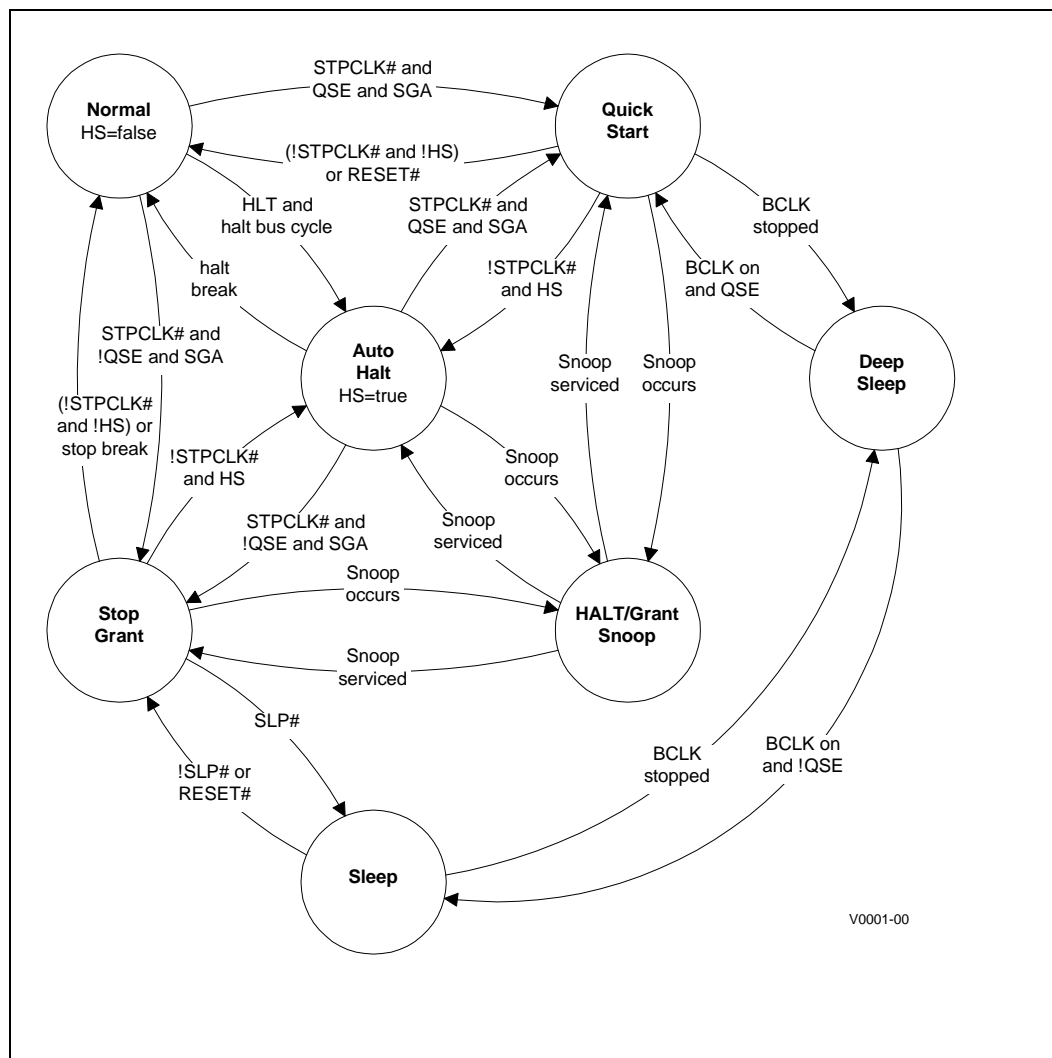 STPCLK# and
QSE and SGA
Normal
HS=false
Quick
Start
(!STPCLK# and !HS)
or RESET#
HLT and
halt bus cycle
STPCLK# and
QSE and SGA
BCLK
stopped
halt
break
!STPCLK#
and HS
BCLK on
and QSE
STPCLK# and
!QSE and SGA
Auto
Halt
HS=true
Snoop
serviced
Snoop
occurs
Deep
Sleep
(!STPCLK#
and !HS) or
stop break
!STPCLK#
and HS
Snoop
occurs
STPCLK# and
!QSE and SGA
Snoop
serviced
Stop
Grant
Snoop
occurs
HALT/Grant
Snoop
Snoop
serviced
SLP#
!SLP# or
RESET#
BCLK
stopped
BCLK on
and !QSE
Sleep
V0001-00